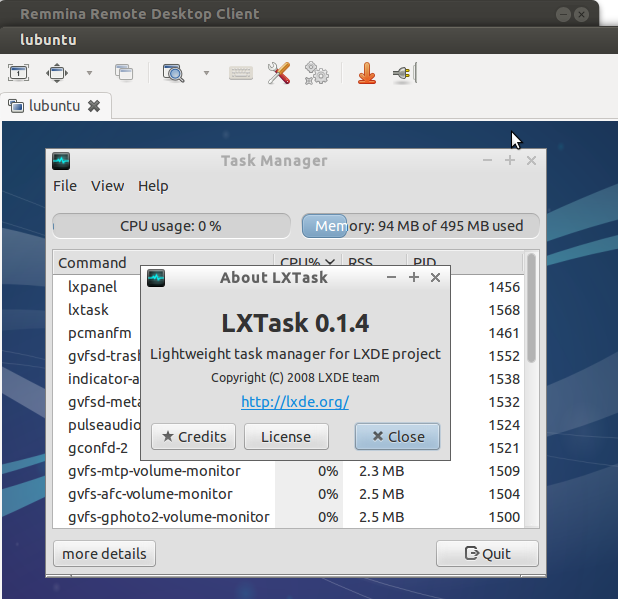 Remmina Remote Desktop Client
lubuntu
1
lubuntu
Task Manager
File View Help
CPU usage: 0 %
Memory: 94 MB of 495 MB used
Command CPU% RSS PID
lxpanel 1456
lxtask 1568
pcmanfm 1461
gvfsd-trash 1552
indicator-a 1538
gvfsd-meta 1532
pulseaudio 1524
gconfd-2 1521
gvfs-mtp-volume-monitor 0% 2.3 MB 1509
gvfs-afc-volume-monitor 0% 2.5 MB 1504
gvfs-gphoto2-volume-monitor 0% 2.5 MB 1500
more details Quit
About LXTask
LXTask 0.1.4
Lightweight task manager for LXDE project
Copyright (C) 2008 LXDE team
http://lxde.org/
Credits License Close